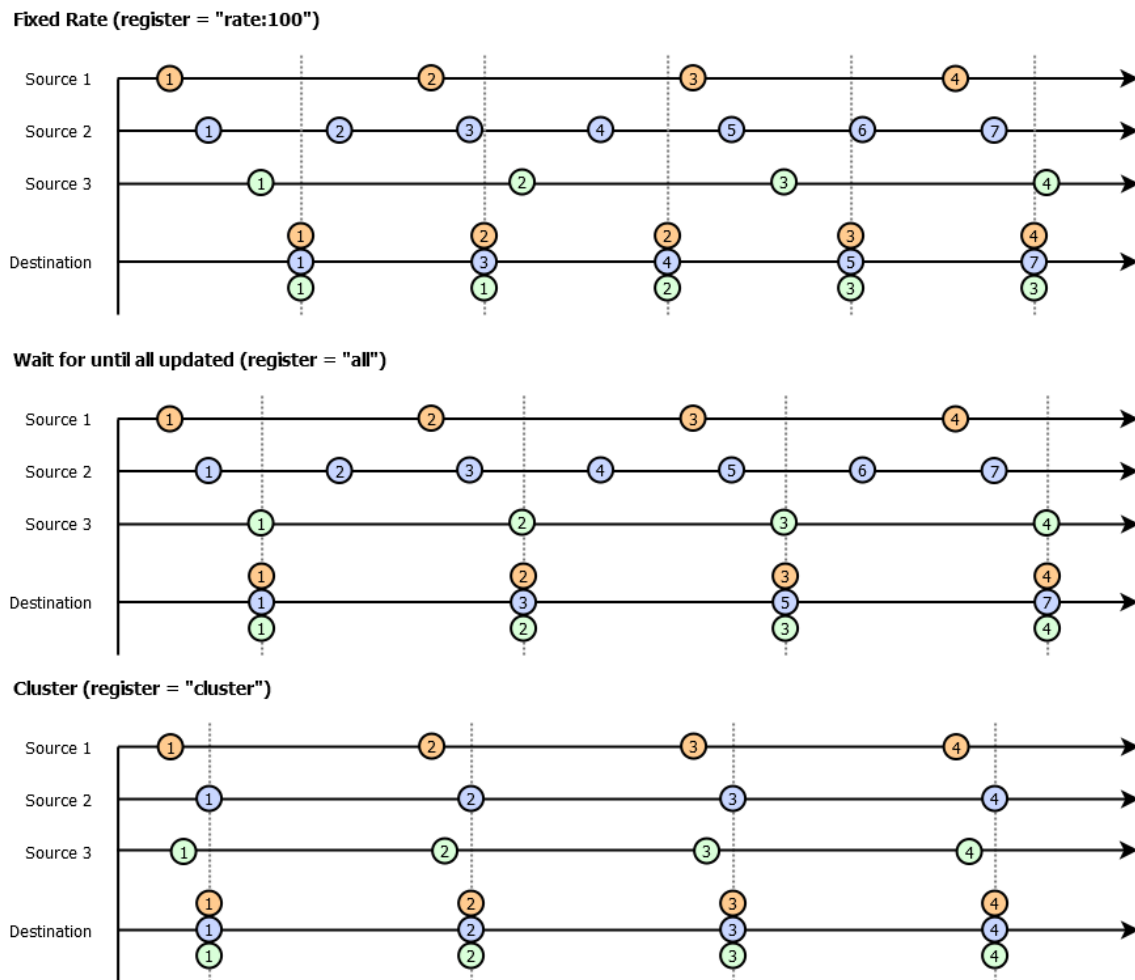 Fixed Rate (register = "rate:100")
Source 1 1 2 3 4
Source 2 1 2 3 4 5 6 7
Source 3 1 2 3 4
1 2 2 3 4
Destination 1 3 4 5 7
1 1 2 3 3
Wait for until all updated (register = "all")
Source 1 1 2 3 4
Source 2 1 2 3 4 5 6 7
Source 3 1 2 3 4
1 2 3 4
Destination 1 3 5 7
1 2 3 4
Cluster (register = "cluster")
Source 1 1 2 3 4
Source 2 1 2 3 4
Source 3 1 2 3 4
1 2 3 4
Destination 1 2 3 4
1 2 3 4